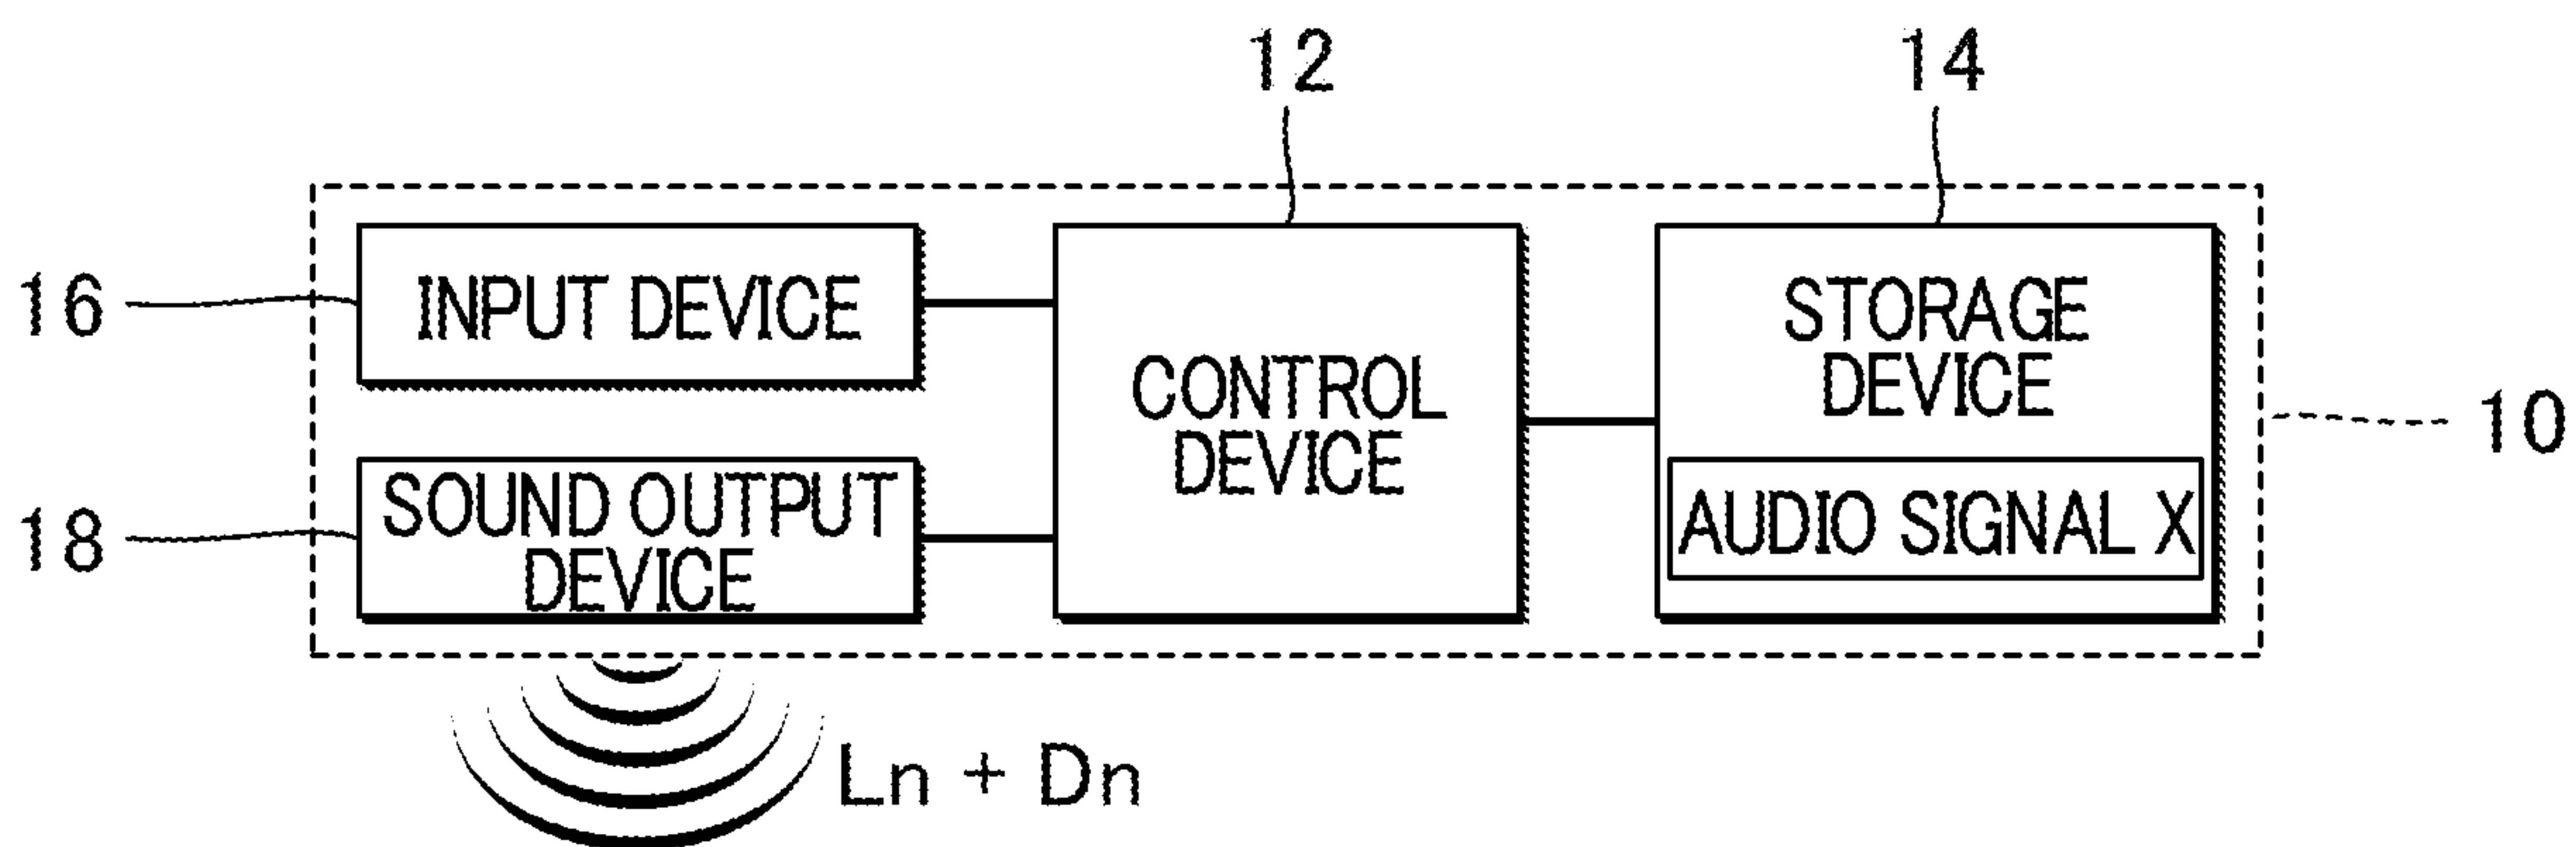 12
14
16
INPUT DEVICE
CONTROL
DEVICE
STORAGE
DEVICE
10
18
SOUND OUTPUT
DEVICE
AUDIO SIGNAL X
Ln + Dn